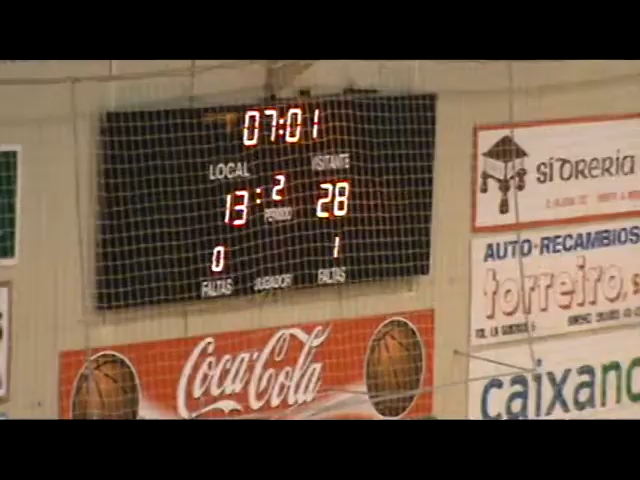 07:01
LOCAL VISITANTE
13 : 2 28
PERIODO
0 1
FALTAS JUGADOR FALTAS
Coca-Cola
SIDRERIA
AUTO-RECAMBIOS
torreiro, S
caixano